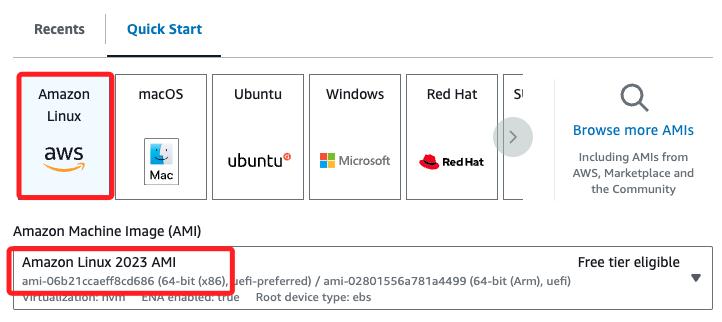 Recents
Quick Start
Amazon
Linux
aws
macOS
Mac
Ubuntu
ubuntu
Windows
Microsoft
Red Hat
Red Hat
Browse more AMIs
Including AMIs from
AWS, Marketplace and
the Community
Amazon Machine Image (AMI)
Amazon Linux 2023 AMI
Free tier eligible
ami-06b21ccaeff8cd686 (64-bit (x86), uefi-preferred) / ami-02801556a781a4499 (64-bit (Arm), uefi)
Virtualization: hvm ENA enabled: true Root device type: ebs